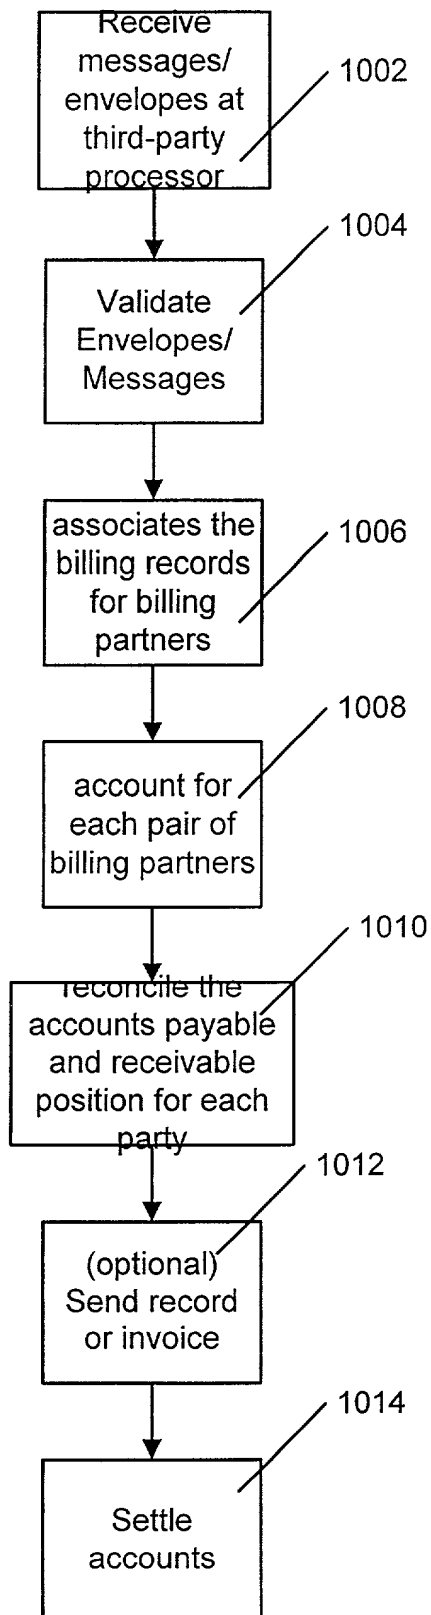 Receive
messages/
envelopes at
third-party
processor
1002
Validate
Envelopes/
Messages
1004
associates the
billing records
for billing
partners
1006
account for
each pair of
billing partners
1008
reconcile the
accounts payable
and receivable
position for each
party
1010
(optional)
Send record
or invoice
1012
Settle
accounts
1014